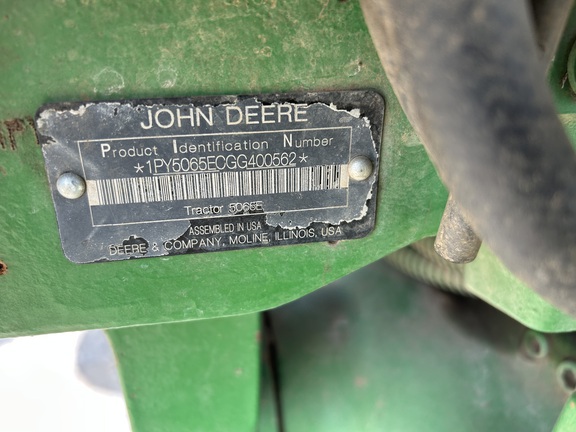 JOHN DEERE
Product Identification Number
*1PY5065ECGG400562*
Tractor 5065E
ASSEMBLED IN USA
DEERE & COMPANY, MOLINE, ILLINOIS, USA